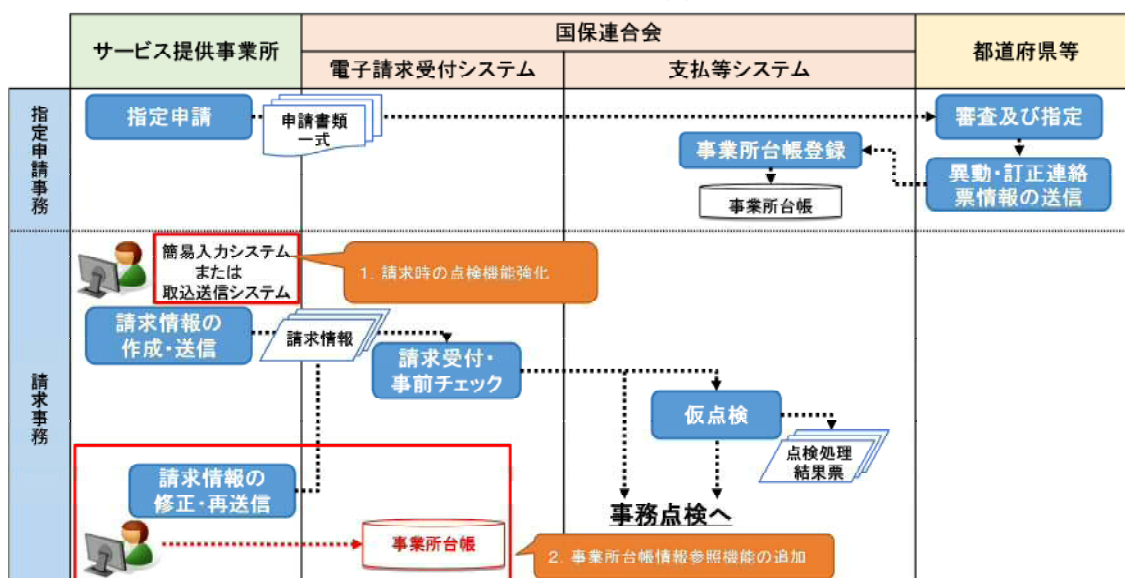 サービス提供事業所
国保連合会
電子請求受付システム
支払等システム
都道府県等
指定申請事務
指定申請
申請書類
一式
審査及び指定
事業所台帳登録
異動・訂正連絡
票情報の送信
事業所台帳
請求事務
簡易入力システム
または
取込送信システム
1. 請求時の点検機能強化
請求情報の
作成・送信
請求情報
請求受付・
事前チェック
仮点検
点検処理
結果票
請求情報の
修正・再送信
事務点検へ
事業所台帳
2. 事業所台帳情報参照機能の追加